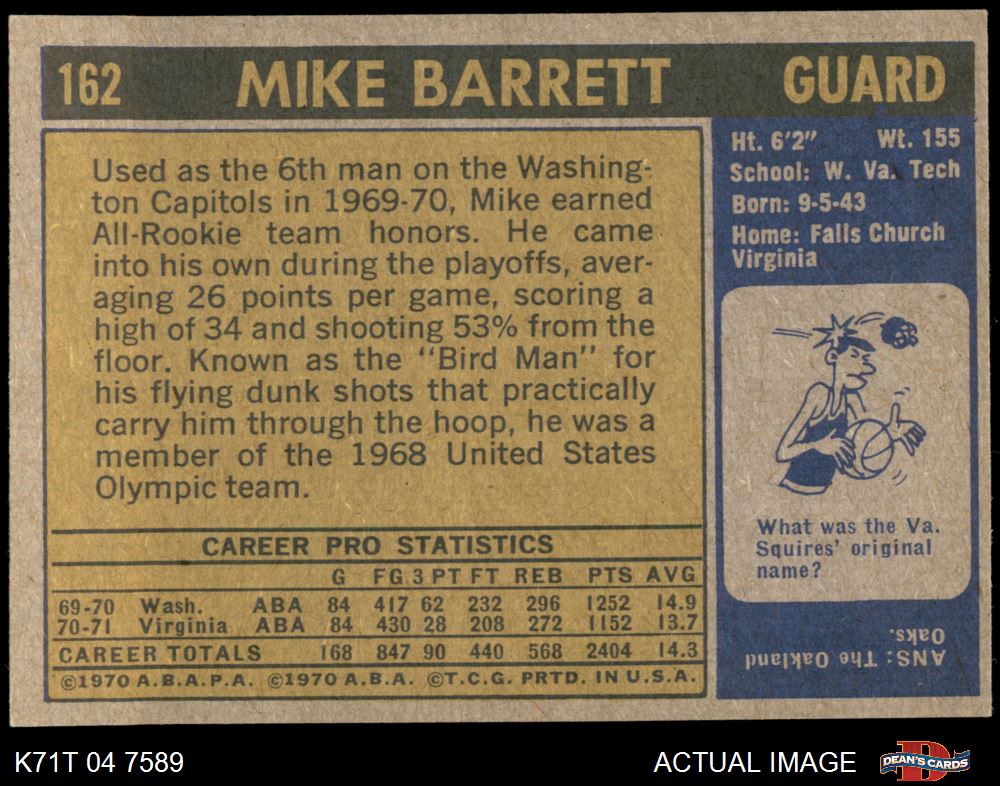 162 MIKE BARRETT GUARD
Used as the 6th man on the Washing-
ton Capitols in 1969-70, Mike earned
All-Rookie team honors. He came
into his own during the playoffs, aver-
aging 26 points per game, scoring a
high of 34 and shooting 53% from the
floor. Known as the "Bird Man" for
his flying dunk shots that practically
carry him through the hoop, he was a
member of the 1968 United States
Olympic team.
CAREER PRO STATISTICS
G FG 3 PT FT REB PTS AVG
69-70 Wash. ABA 84 417 62 232 296 1252 14.9
70-71 Virginia ABA 84 430 28 208 272 1152 13.7
CAREER TOTALS 168 847 90 440 568 2404 14.3
©1970 A.B.A.P.A. ©1970 A.B.A. ©T.C.G. PRTD. IN U.S.A.
Ht. 6'2" Wt. 155
School: W. Va. Tech
Born: 9-5-43
Home: Falls Church
Virginia
What was the Va.
Squires' original
name?
ANS: The Oakland
Oaks.
K71T 04 7589 ACTUAL IMAGE
D
DEAN'S CARDS